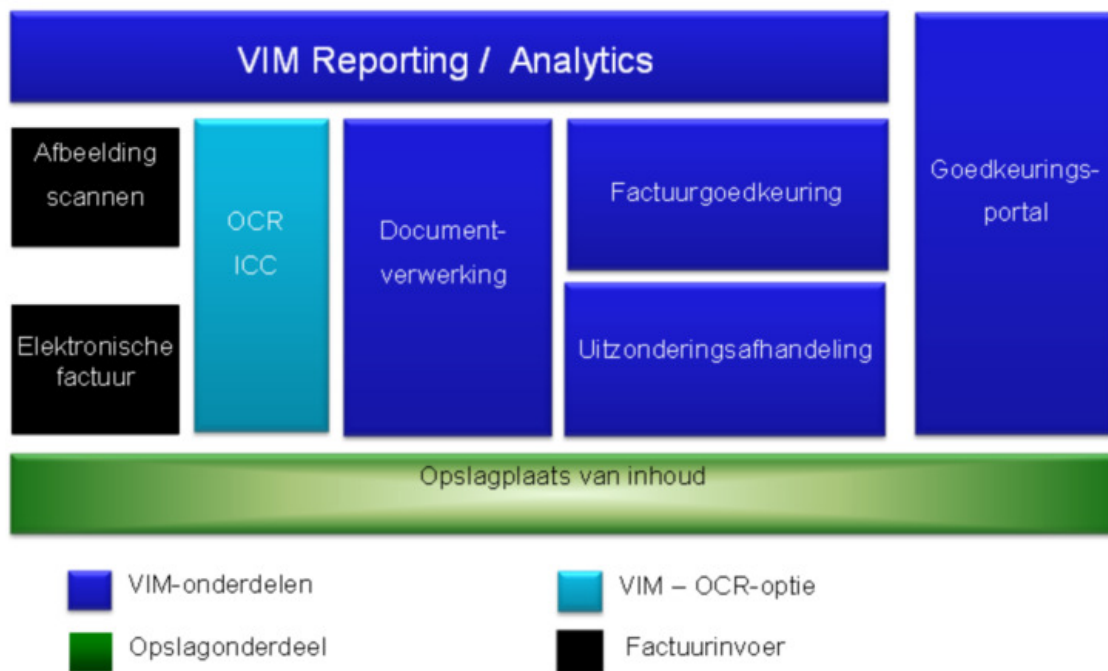 VIM Reporting / Analytics
Afbeelding
scannen
Elektronische
factuur
OCR
ICC
Document-
verwerking
Factuurgoedkeuring
Uitzonderingsafhandeling
Goedkeurings-
portal
Opslagplaats van inhoud
VIM-onderdelen
VIM – OCR-optie
Opslagonderdeel
Factuurinvoer